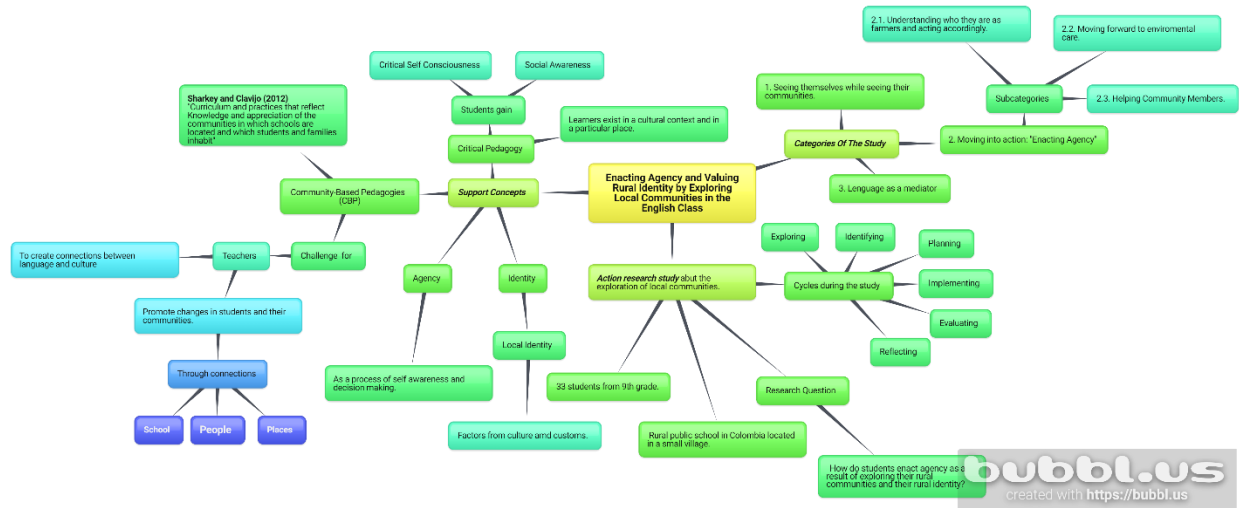 Enacting Agency and Valuing
Rural Identity by Exploring
Local Communities in the
English Class
Support Concepts
Critical Pedagogy
Students gain
Critical Self Consciousness
Social Awareness
Learners exist in a cultural context and in
a particular place.
Community-Based Pedagogies
(CBP)
Sharkey and Clavijo (2012)
"Curriculum and practices that reflect
Knowledge and appreciation of the
communities in which schools are
located and which students and families
inhabit"
Challenge for
Teachers
To create connections between
language and culture
Promote changes in students and their
communities.
Through connections
School
People
Places
Agency
As a process of self awareness and
decision making.
Identity
Local Identity
Factors from culture amd customs.
Categories Of The Study
1. Seeing themselves while seeing their
communities.
2. Moving into action: "Enacting Agency"
Subcategories
2.1. Understanding who they are as
farmers and acting accordingly.
2.2. Moving forward to enviromental
care.
2.3. Helping Community Members.
3. Lenguage as a mediator
Action research study abut the
exploration of local communities.
Cycles during the study
Exploring
Identifying
Planning
Implementing
Evaluating
Reflecting
33 students from 9th grade.
Rural public school in Colombia located
in a small village.
Research Question
How do students enact agency as a
result of exploring their rural
communities and their rural identity?
bubbl.us
created with https://bubbl.us